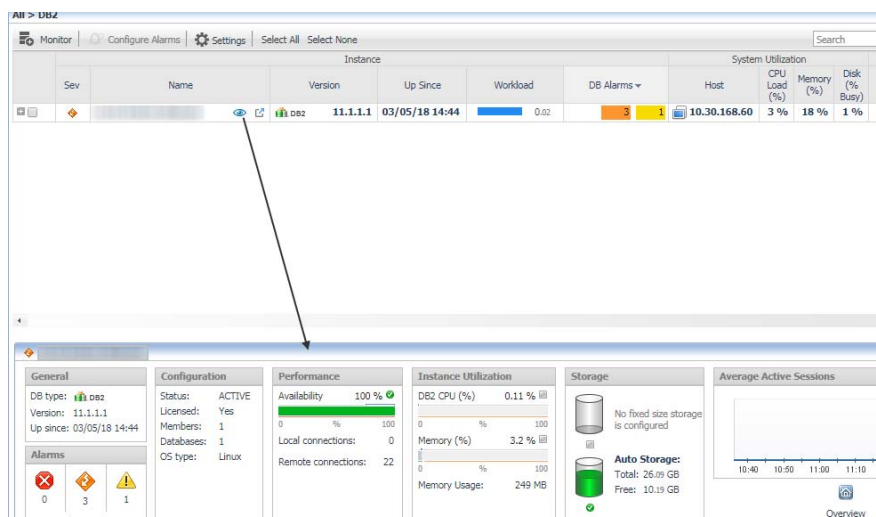 All > DB2
Monitor Configure Alarms Settings Select All Select None Search
Instance System Utilization
Sev Name Version Up Since Workload DB Alarms Host CPU Load (%) Memory (%) Disk (% Busy)
DB2 11.1.1.1 03/05/18 14:44 0.02 3 1 10.30.168.60 3 % 18 % 1 %
General Configuration Performance Instance Utilization Storage Average Active Sessions
DB type: DB2
Version: 11.1.1.1
Up since: 03/05/18 14:44
Alarms
0 3 1
Status: ACTIVE
Licensed: Yes
Members: 1
Databases: 1
OS type: Linux
Availability 100 %
0 % 100
Local connections: 0
Remote connections: 22
DB2 CPU (%) 0.11 %
0 % 100
Memory (%) 3.2 %
0 % 100
Memory Usage: 249 MB
No fixed size storage
is configured
Auto Storage:
Total: 26.09 GB
Free: 10.19 GB
10:40 10:50 11:00 11:10
Overview